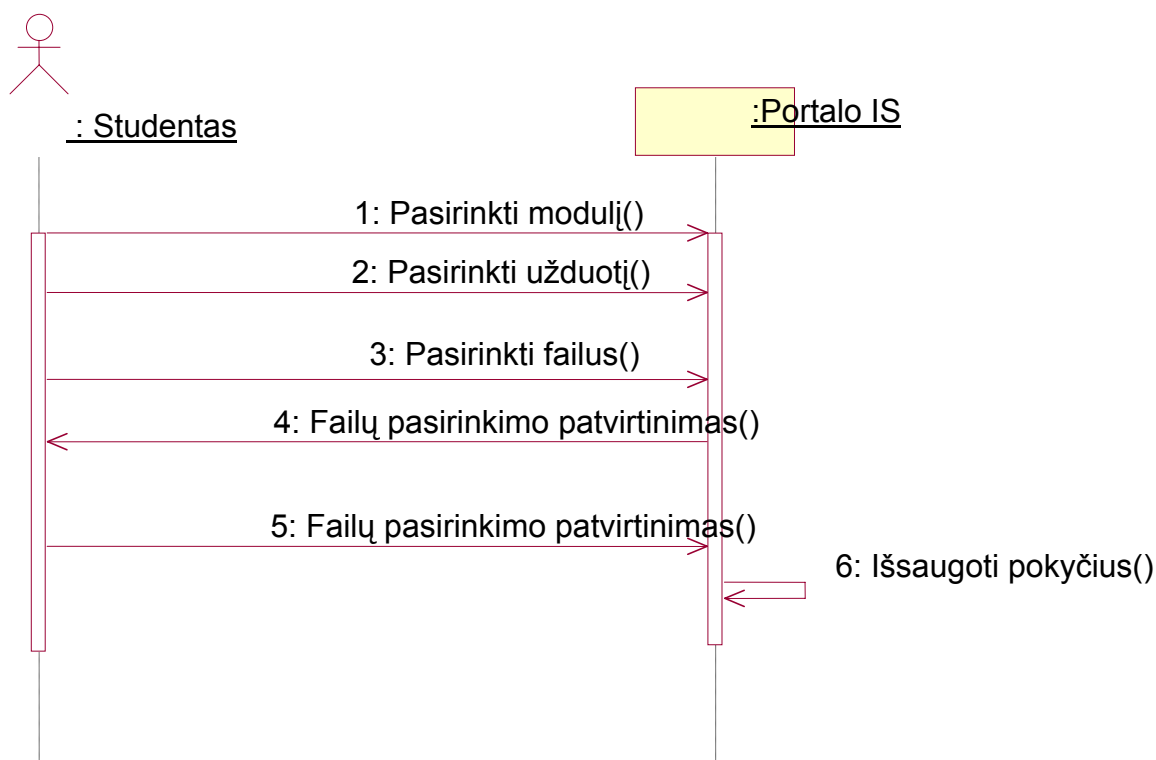 : Studentas
:Portalo IS
1: Pasirinkti modulį()
2: Pasirinkti užduotį()
3: Pasirinkti failus()
4: Failų pasirinkimo patvirtinimas()
5: Failų pasirinkimo patvirtinimas()
6: Išsaugoti pokyčius()